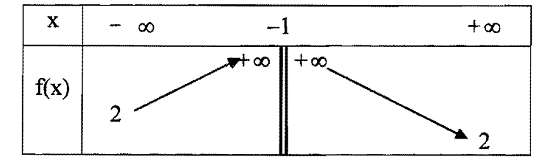 x – ∞ –1 +∞
+∞ +∞
f(x)
2
2